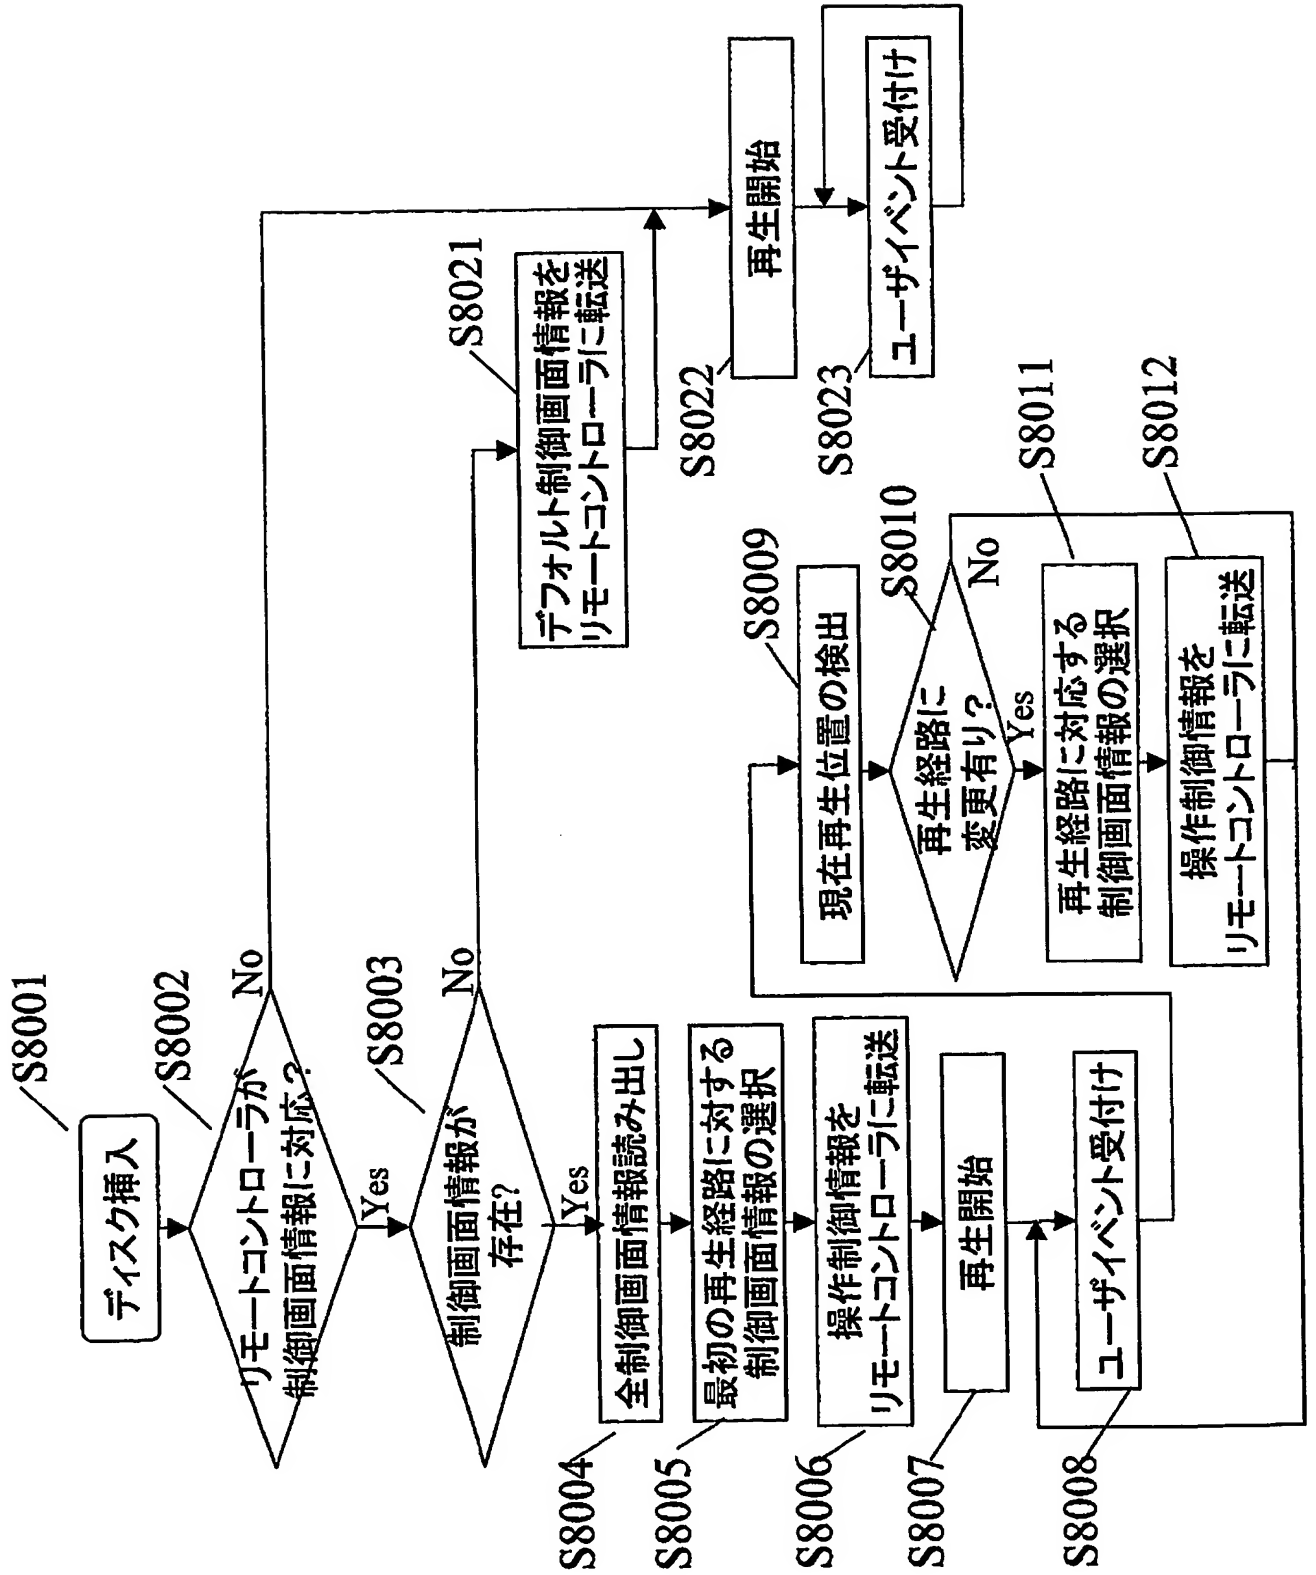 S8001
ディスク挿入
S8002
リモートコントローラが
制御画面情報に対応?
No
Yes
S8003
制御画面情報が
存在?
No
Yes
S8004
全制御画面情報読み出し
S8005
最初の再生経路に対する
制御画面情報の選択
S8006
操作制御情報を
リモートコントローラに転送
S8007
再生開始
S8008
ユーザイベント受付け
S8009
現在再生位置の検出
S8010
再生経路に
変更有り?
No
Yes
S8011
再生経路に対応する
制御画面情報の選択
S8012
操作制御情報を
リモートコントローラに転送
S8021
デフォルト制御画面情報を
リモートコントローラに転送
S8022
再生開始
S8023
ユーザイベント受付け